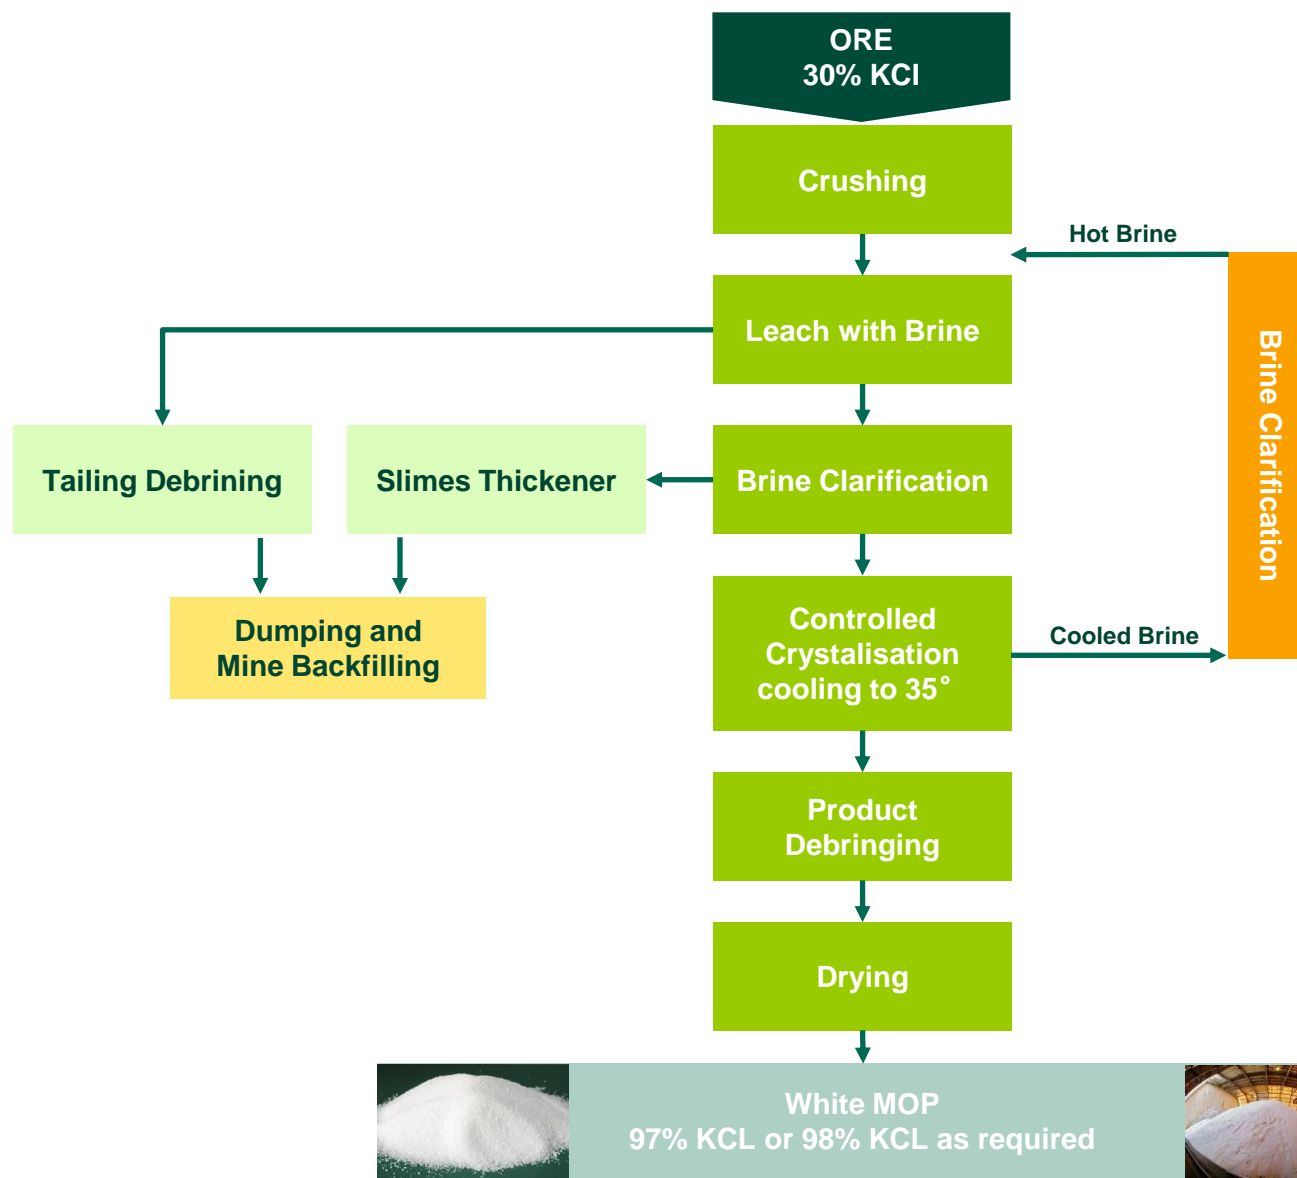 ORE
30% KCl
Crushing
Hot Brine
Leach with Brine
Brine Clarification
Tailing Debrining
Slimes Thickener
Brine Clarification
Dumping and
Mine Backfilling
Controlled
Crystalisation
cooling to 35°
Cooled Brine
Product
Debringing
Drying
White MOP
97% KCL or 98% KCL as required